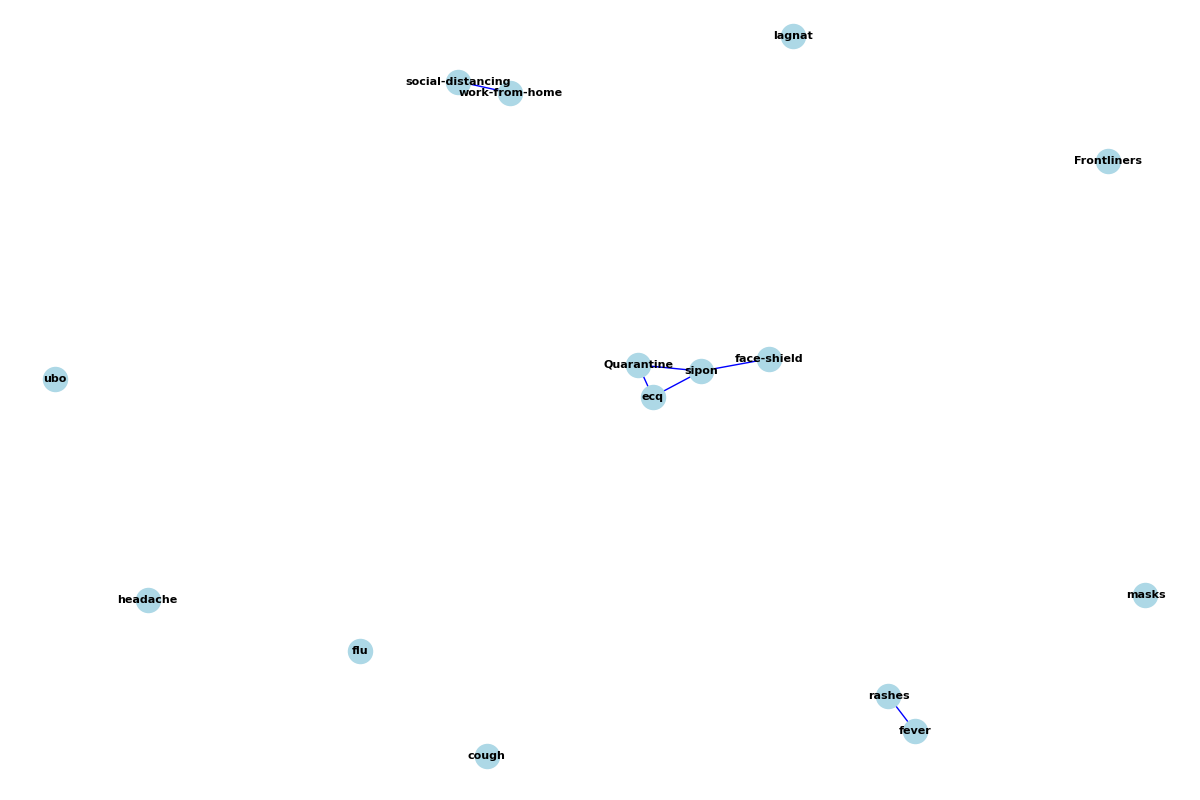 lagnat
social-distancing
work-from-home
Frontliners
face-shield
Quarantine
sipon
ubo
ecq
masks
headache
flu
rashes
fever
cough